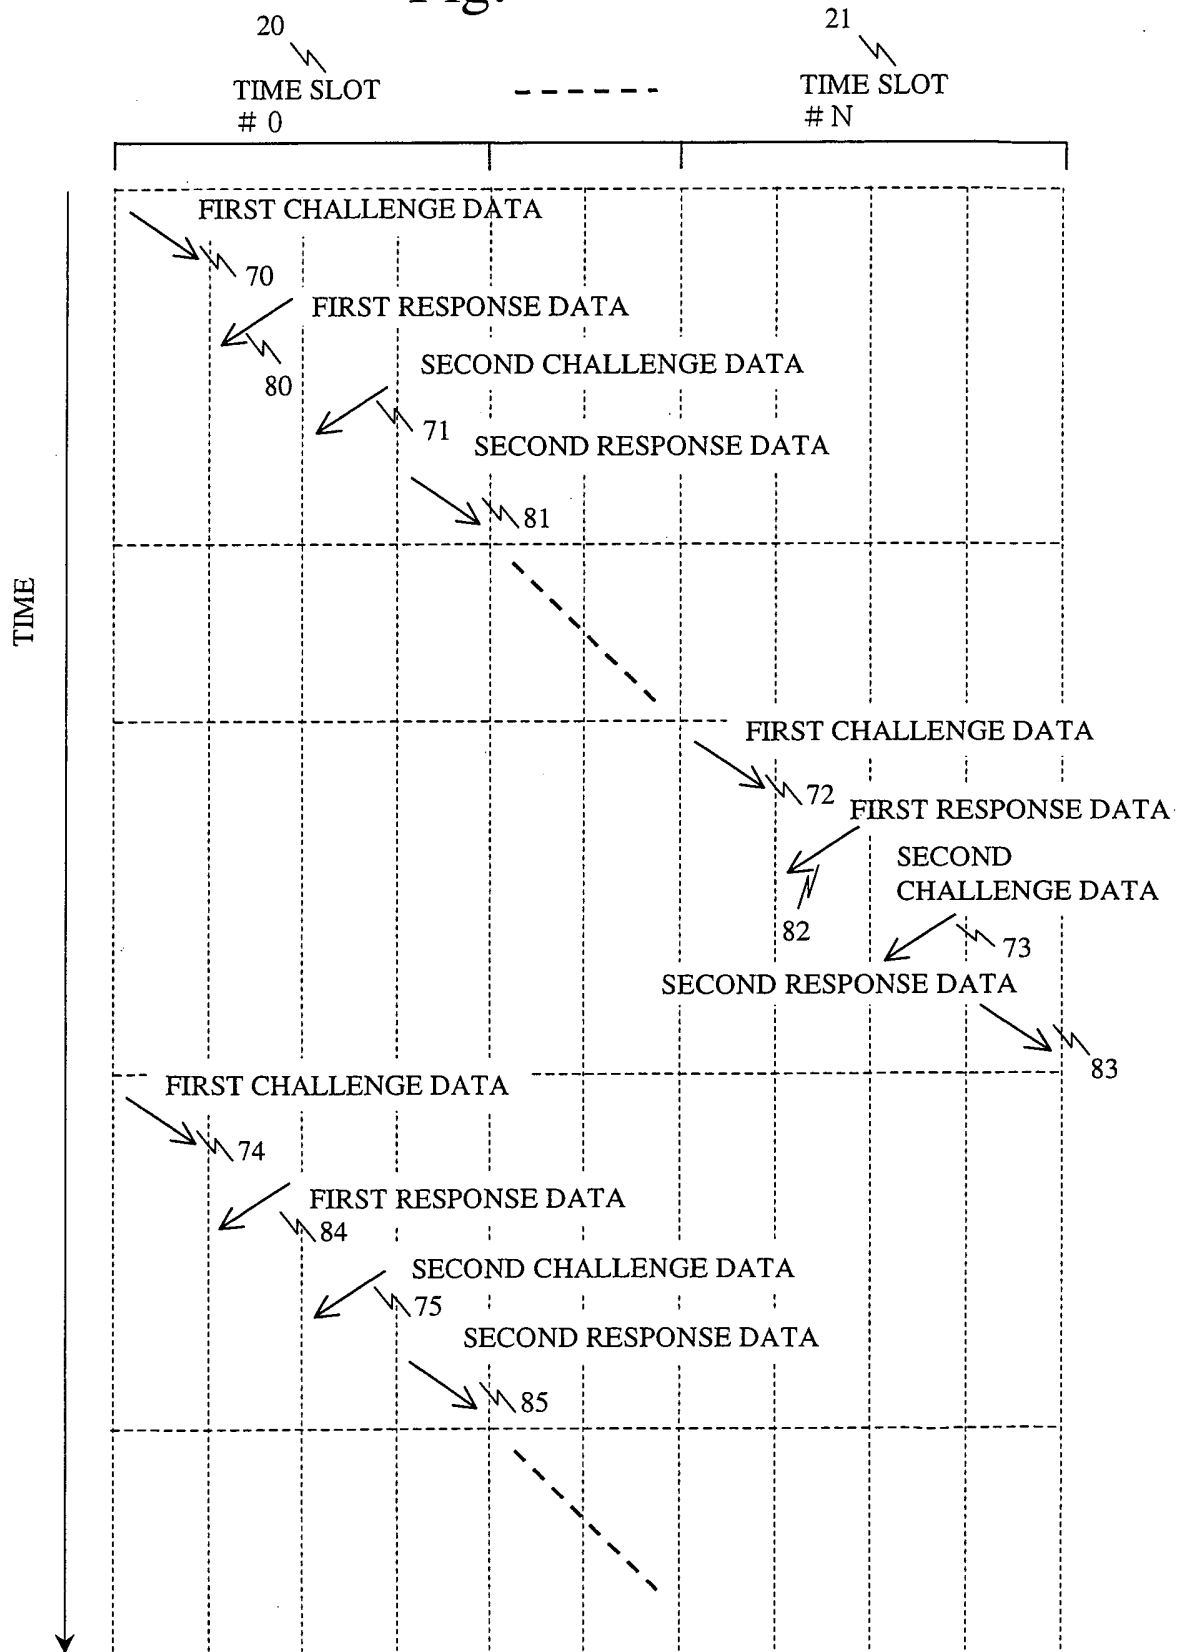 Fig.
20
21
TIME SLOT
# 0
TIME SLOT
# N
FIRST CHALLENGE DATA
70
FIRST RESPONSE DATA
80
SECOND CHALLENGE DATA
71
SECOND RESPONSE DATA
81
TIME
FIRST CHALLENGE DATA
72
FIRST RESPONSE DATA
SECOND
CHALLENGE DATA
82
73
SECOND RESPONSE DATA
83
FIRST CHALLENGE DATA
74
FIRST RESPONSE DATA
84
SECOND CHALLENGE DATA
75
SECOND RESPONSE DATA
85